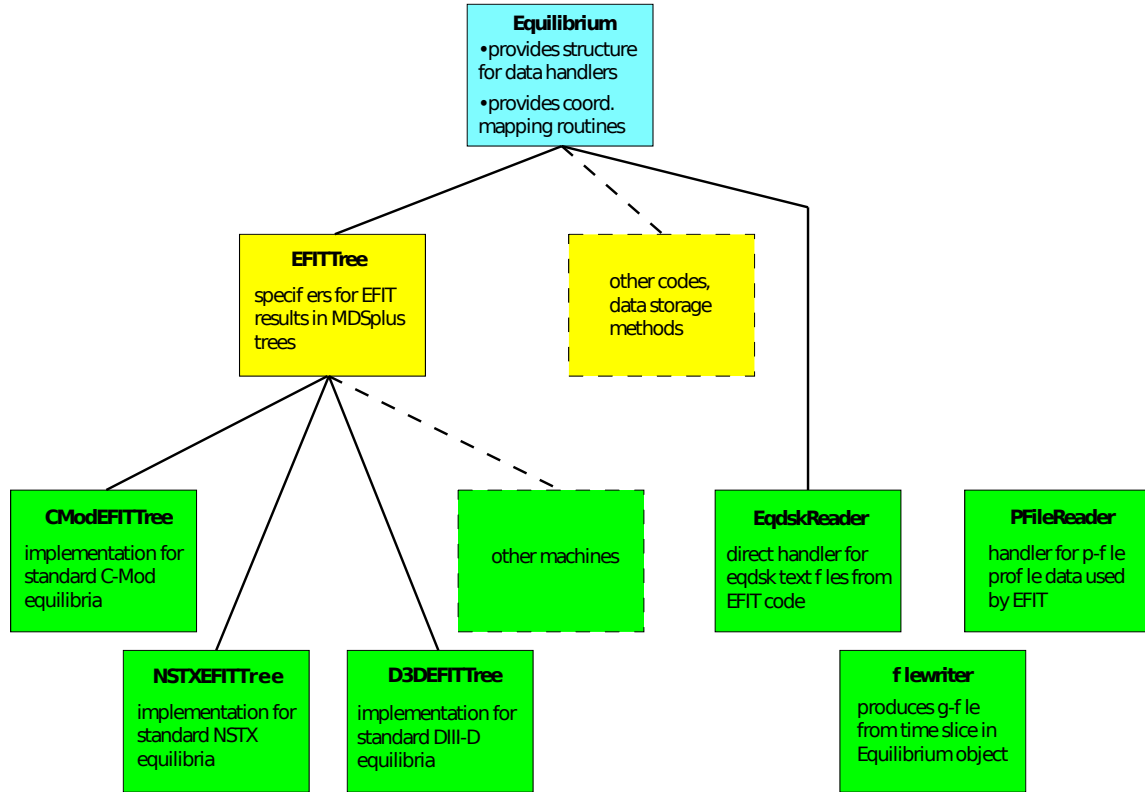 Equilibrium
•provides structure
for data handlers
•provides coord.
mapping routines
EFITTree
specif ers for EFIT
results in MDSplus
trees
other codes,
data storage
methods
CModEFITTree
implementation for
standard C-Mod
equilibria
other machines
EqdskReader
direct handler for
eqdsk text f les from
EFIT code
PFileReader
handler for p-f le
prof le data used
by EFIT
NSTXEFITTree
implementation for
standard NSTX
equilibria
D3DEFITTree
implementation for
standard DIII-D
equilibria
f lewriter
produces g-f le
from time slice in
Equilibrium object